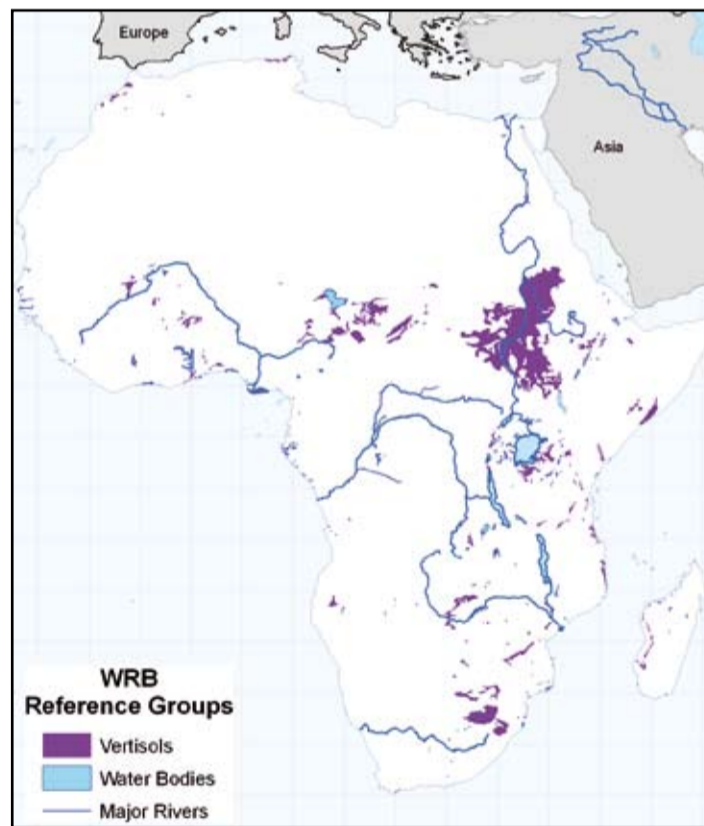 Europe
Asia
WRB
Reference Groups
Vertisols
Water Bodies
Major Rivers